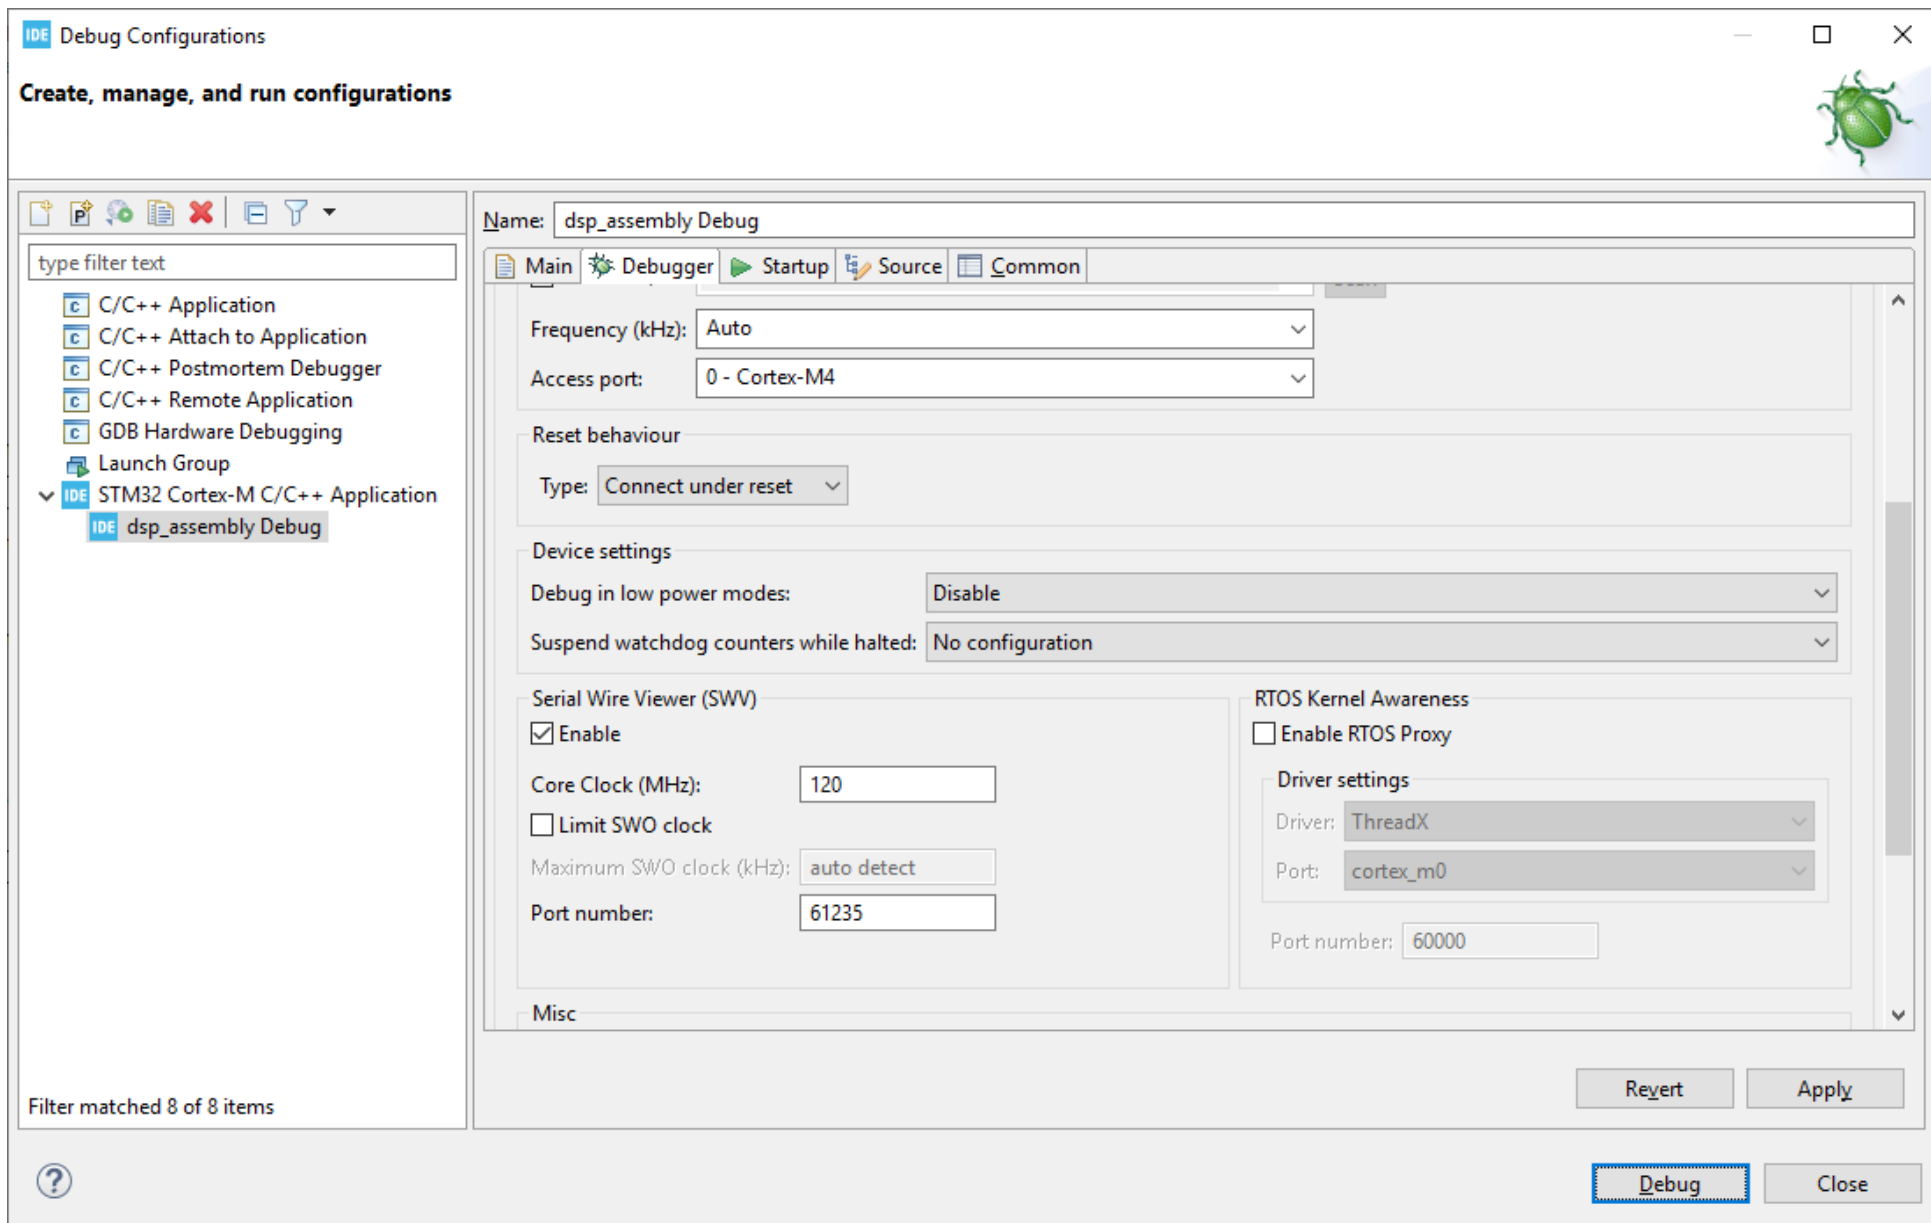 IDE Debug Configurations
Create, manage, and run configurations
type filter text
C/C++ Application
C/C++ Attach to Application
C/C++ Postmortem Debugger
C/C++ Remote Application
GDB Hardware Debugging
Launch Group
IDE STM32 Cortex-M C/C++ Application
IDE dsp_assembly Debug
Filter matched 8 of 8 items
Name: dsp_assembly Debug
Main Debugger Startup Source Common
Frequency (kHz): Auto
Access port: 0 - Cortex-M4
Reset behaviour
Type: Connect under reset
Device settings
Debug in low power modes: Disable
Suspend watchdog counters while halted: No configuration
Serial Wire Viewer (SWV)
Enable
Core Clock (MHz): 120
Limit SWO clock
Maximum SWO clock (kHz): auto detect
Port number: 61235
RTOS Kernel Awareness
Enable RTOS Proxy
Driver settings
Driver: ThreadX
Port: cortex_m0
Port number: 60000
Misc
Revert Apply
Debug Close